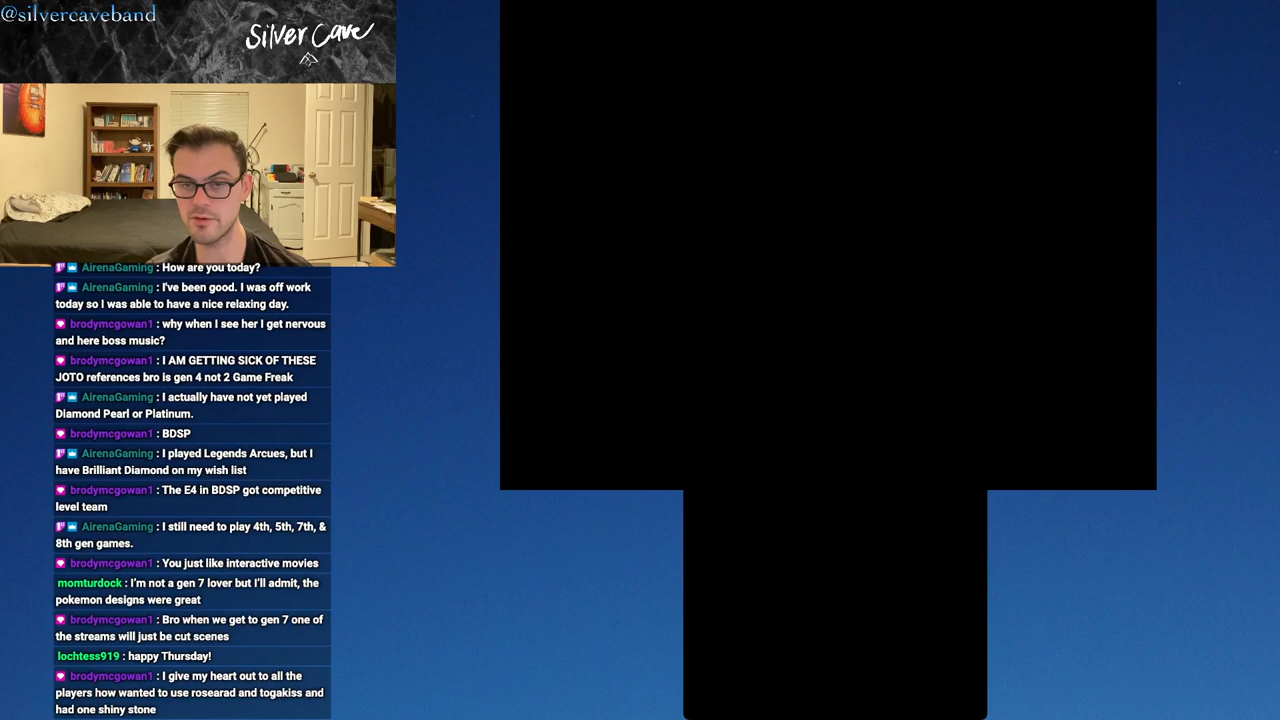 @silvercaveband
Silver Cave
AirenaGaming : How are you today?
AirenaGaming : I've been good. I was off work
today so I was able to have a nice relaxing day.
brodymcgowan1 : why when I see her I get nervous
and here boss music?
brodymcgowan1 : I AM GETTING SICK OF THESE
JOTO references bro is gen 4 not 2 Game Freak
AirenaGaming : I actually have not yet played
Diamond Pearl or Platinum.
brodymcgowan1 : BDSP
AirenaGaming : I played Legends Arcues, but I
have Brilliant Diamond on my wish list
brodymcgowan1 : The E4 in BDSP got competitive
level team
AirenaGaming : I still need to play 4th, 5th, 7th, &
8th gen games.
brodymcgowan1 : You just like interactive movies
momturdock : I'm not a gen 7 lover but I'll admit, the
pokemon designs were great
brodymcgowan1 : Bro when we get to gen 7 one of
the streams will just be cut scenes
lochtess919 : happy Thursday!
brodymcgowan1 : I give my heart out to all the
players how wanted to use rosearad and togakiss and
had one shiny stone